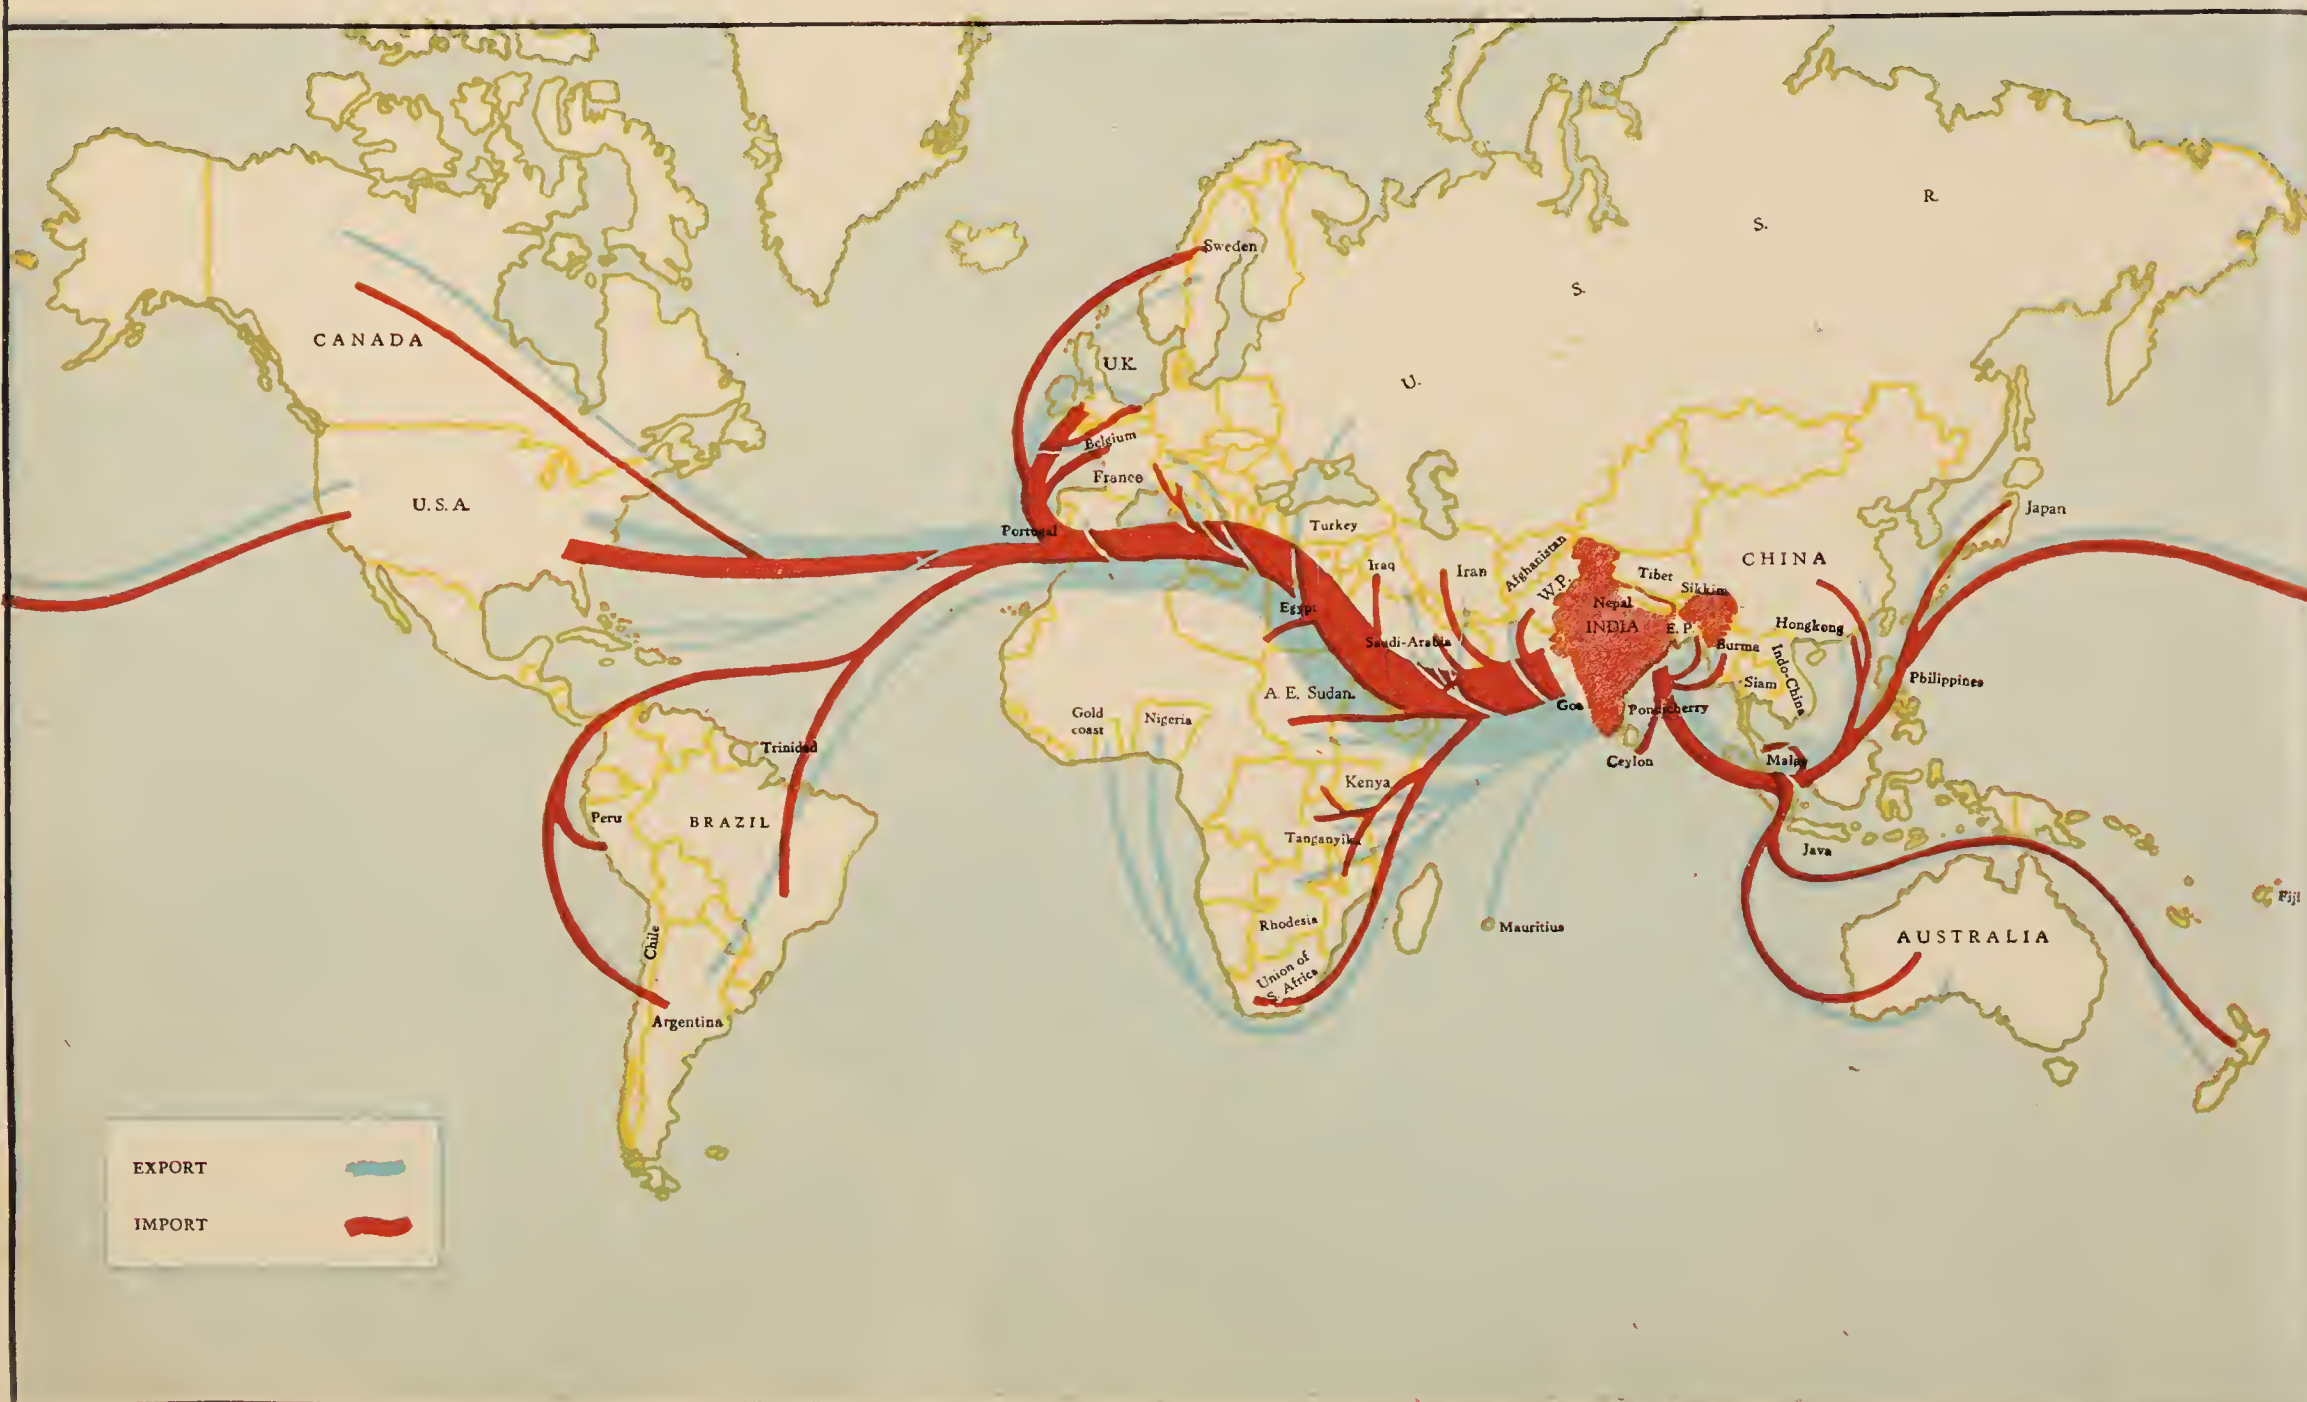 R.
S.
Sweden
S.
CANADA
U.K.
U.
Belgium
France
U.S.A.
Japan
Portugal
Turkey
CHINA
Iraq
Iran
Afghanistan
Tibet
W.P.
Sikkim
Nepal
Egypt
INDIA
E.P.
Hongkong
Saudi-Arabia
Burma
Indo-China
Siam
Philippines
A. E. Sudan.
Goa
Pondicherry
Gold
coast
Nigeria
Trinidad
Ceylon
Malay
Kenya
Peru
BRAZIL
Tanganyika
Java
Fiji
Rhodesia
Mauritius
AUSTRALIA
Chile
Union of
S. Africa
Argentina
EXPORT
IMPORT